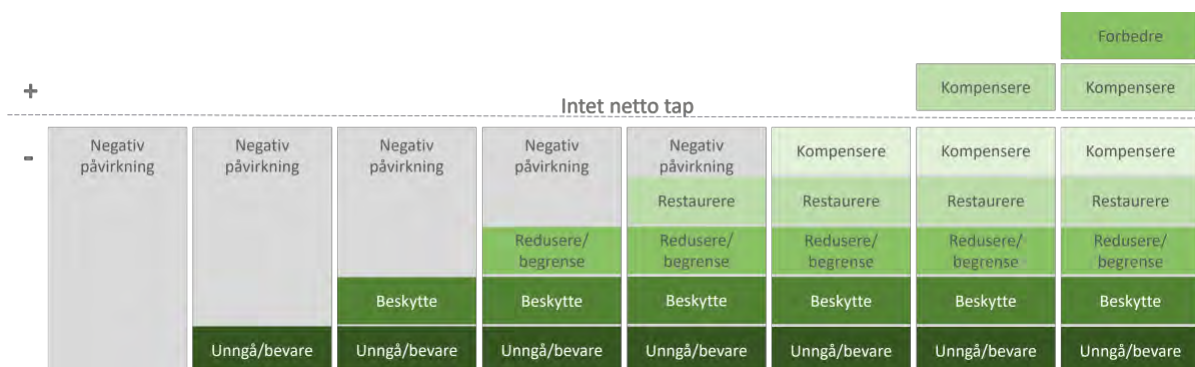 Forbedre
+
Kompensere Kompensere
Intet netto tap
-
Negativ Negativ Negativ Negativ Negativ
påvirkning påvirkning påvirkning påvirkning påvirkning
Kompensere Kompensere Kompensere
Restaurere Restaurere Restaurere Restaurere
Redusere/ Redusere/ Redusere/ Redusere/ Redusere/
begrense begrense begrense begrense begrense
Beskytte Beskytte Beskytte Beskytte Beskytte Beskytte
Unngå/bevare Unngå/bevare Unngå/bevare Unngå/bevare Unngå/bevare Unngå/bevare Unngå/bevare